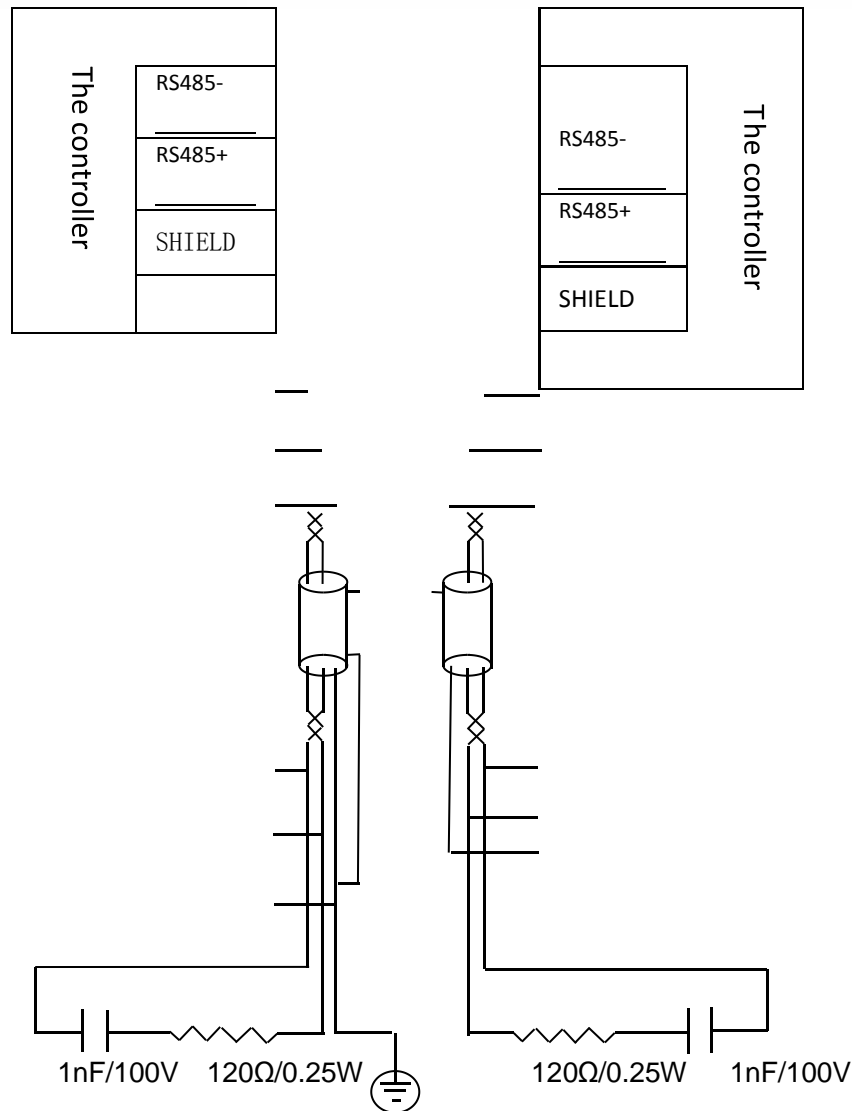 The controller
RS485-
RS485+
SHIELD
RS485-
RS485+
SHIELD
The controller
1nF/100V
120Ω/0.25W
120Ω/0.25W
1nF/100V